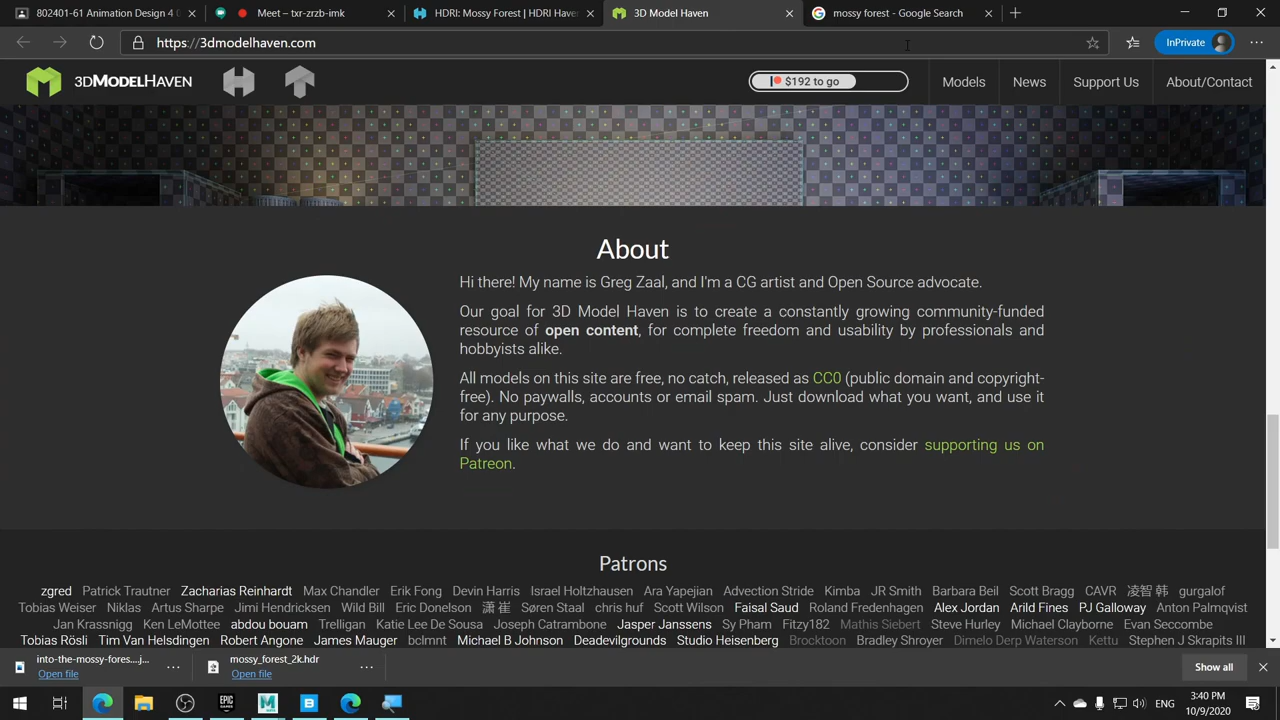 802401-61 Animation Design 4 0
Meet – txr-zrzb-imk
HDRI: Mossy Forest | HDRI Haven
3D Model Haven
mossy forest - Google Search
https://3dmodelhaven.com
InPrivate
3DMODELHAVEN
$192 to go
Models
News
Support Us
About/Contact
About
Hi there! My name is Greg Zaal, and I'm a CG artist and Open Source advocate.
Our goal for 3D Model Haven is to create a constantly growing community-funded
resource of open content, for complete freedom and usability by professionals and
hobbyists alike.
All models on this site are free, no catch, released as CC0 (public domain and copyright-
free). No paywalls, accounts or email spam. Just download what you want, and use it
for any purpose.
If you like what we do and want to keep this site alive, consider supporting us on
Patreon.
Patrons
zgred Patrick Trautner Zacharias Reinhardt Max Chandler Erik Fong Devin Harris Israel Holtzhausen Ara Yapejian Advection Stride Kimba JR Smith Barbara Beil Scott Bragg CAVR 凌智 韩 gurgalof
Tobias Weiser Niklas Artus Sharpe Jimi Hendricksen Wild Bill Eric Donelson 潇 崔 Søren Staal chris huf Scott Wilson Faisal Saud Roland Fredenhagen Alex Jordan Arild Fines PJ Galloway Anton Palmqvist
Jan Krassnigg Ken LeMottee abdou bouam Trelligan Katie Lee De Sousa Joseph Catrambone Jasper Janssens Sy Pham Fitzy182 Mathis Siebert Steve Hurley Michael Clayborne Evan Seccombe
Tobias Rösli Tim Van Helsdingen Robert Angone James Mauger bclmnt Michael B Johnson Deadevilgrounds Studio Heisenberg Brocktoon Bradley Shroyer Dimelo Derp Waterson Kettu Stephen J Skrapits III
into-the-mossy-fores....j...
Open file
mossy_forest_2k.hdr
Open file
Show all
EPIC
GAMES
M
B
ENG
3:40 PM
10/9/2020